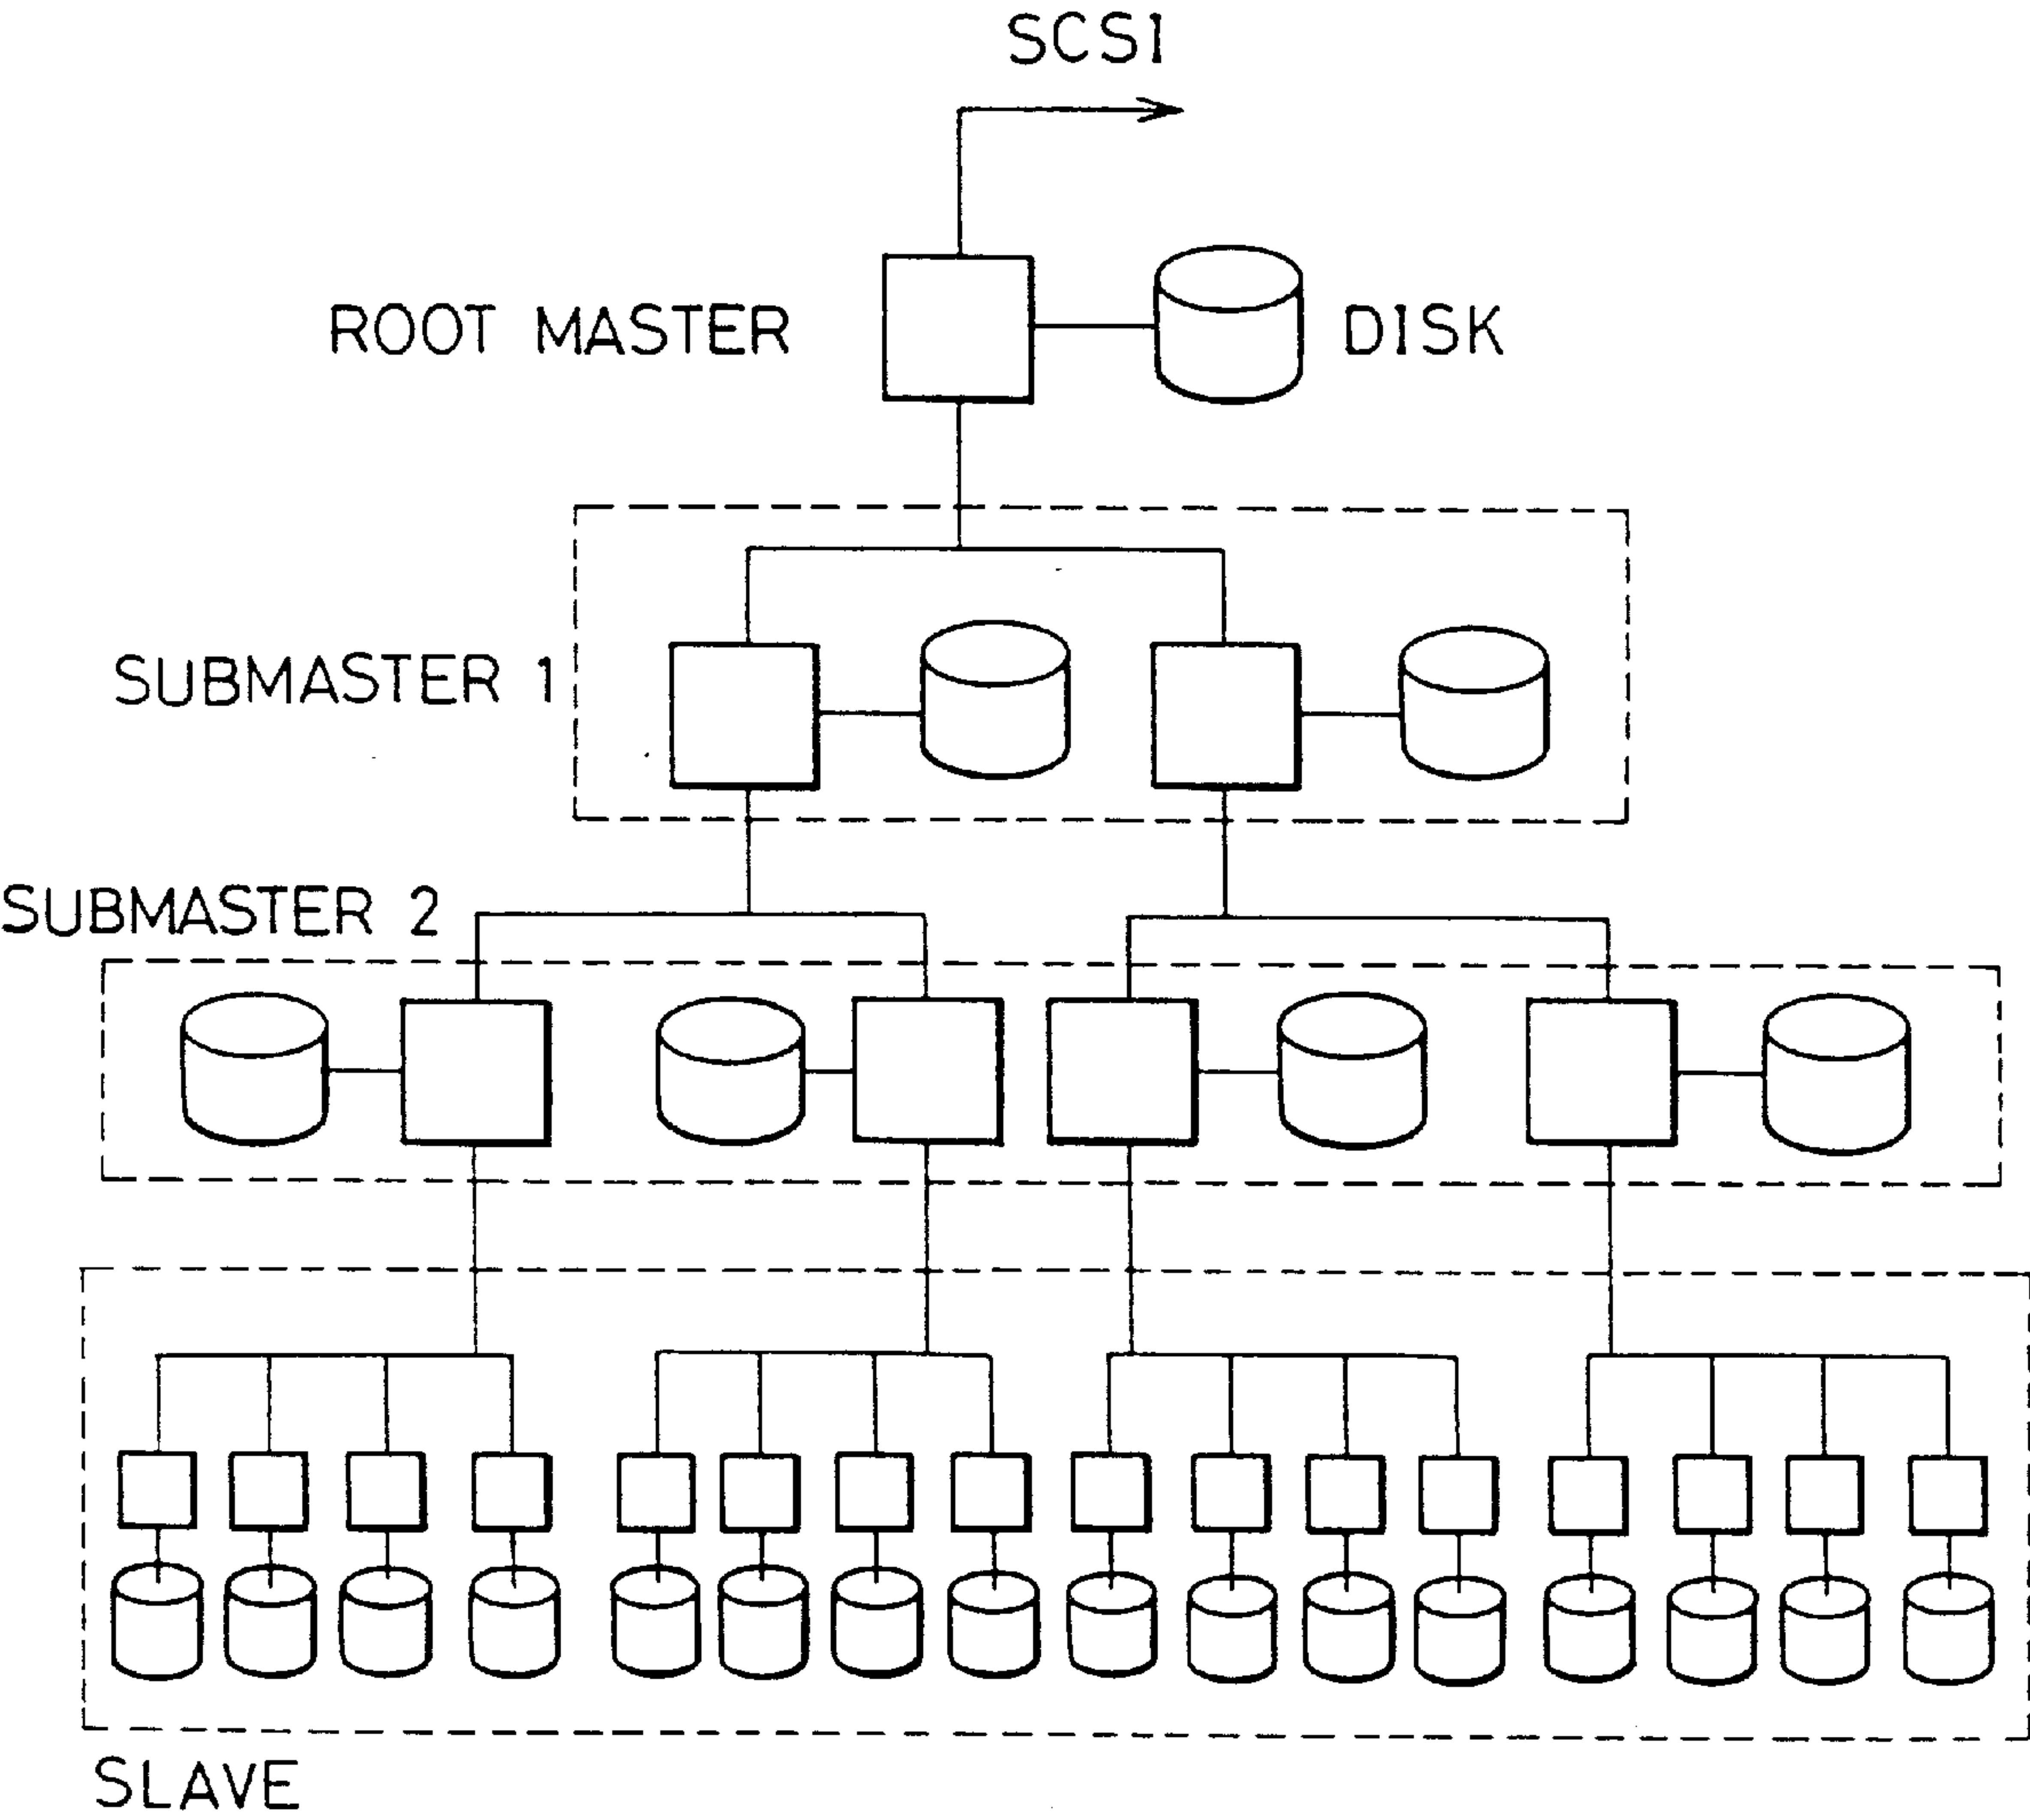 SCSI
ROOT MASTER
DISK
SUBMASTER 1
SUBMASTER 2
SLAVE